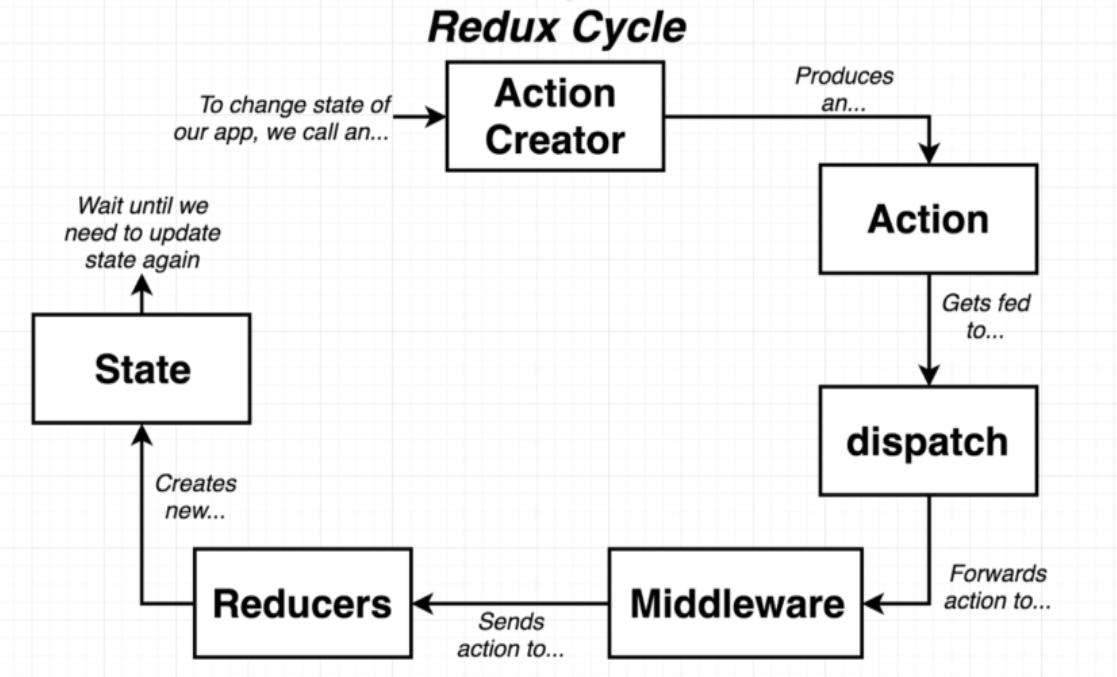 Redux Cycle
To change state of
our app, we call an...
Action
Creator
Produces
an...
Action
Gets fed
to...
dispatch
Forwards
action to...
Middleware
Sends
action to...
Reducers
Creates
new...
State
Wait until we
need to update
state again